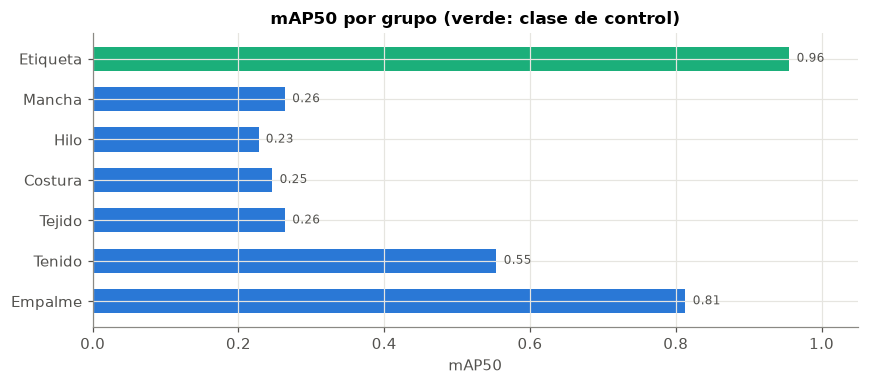 mAP50 por grupo (verde: clase de control)
Etiqueta 0.96
Mancha 0.26
Hilo 0.23
Costura 0.25
Tejido 0.26
Tenido 0.55
Empalme 0.81
0.0 0.2 0.4 0.6 0.8 1.0
mAP50